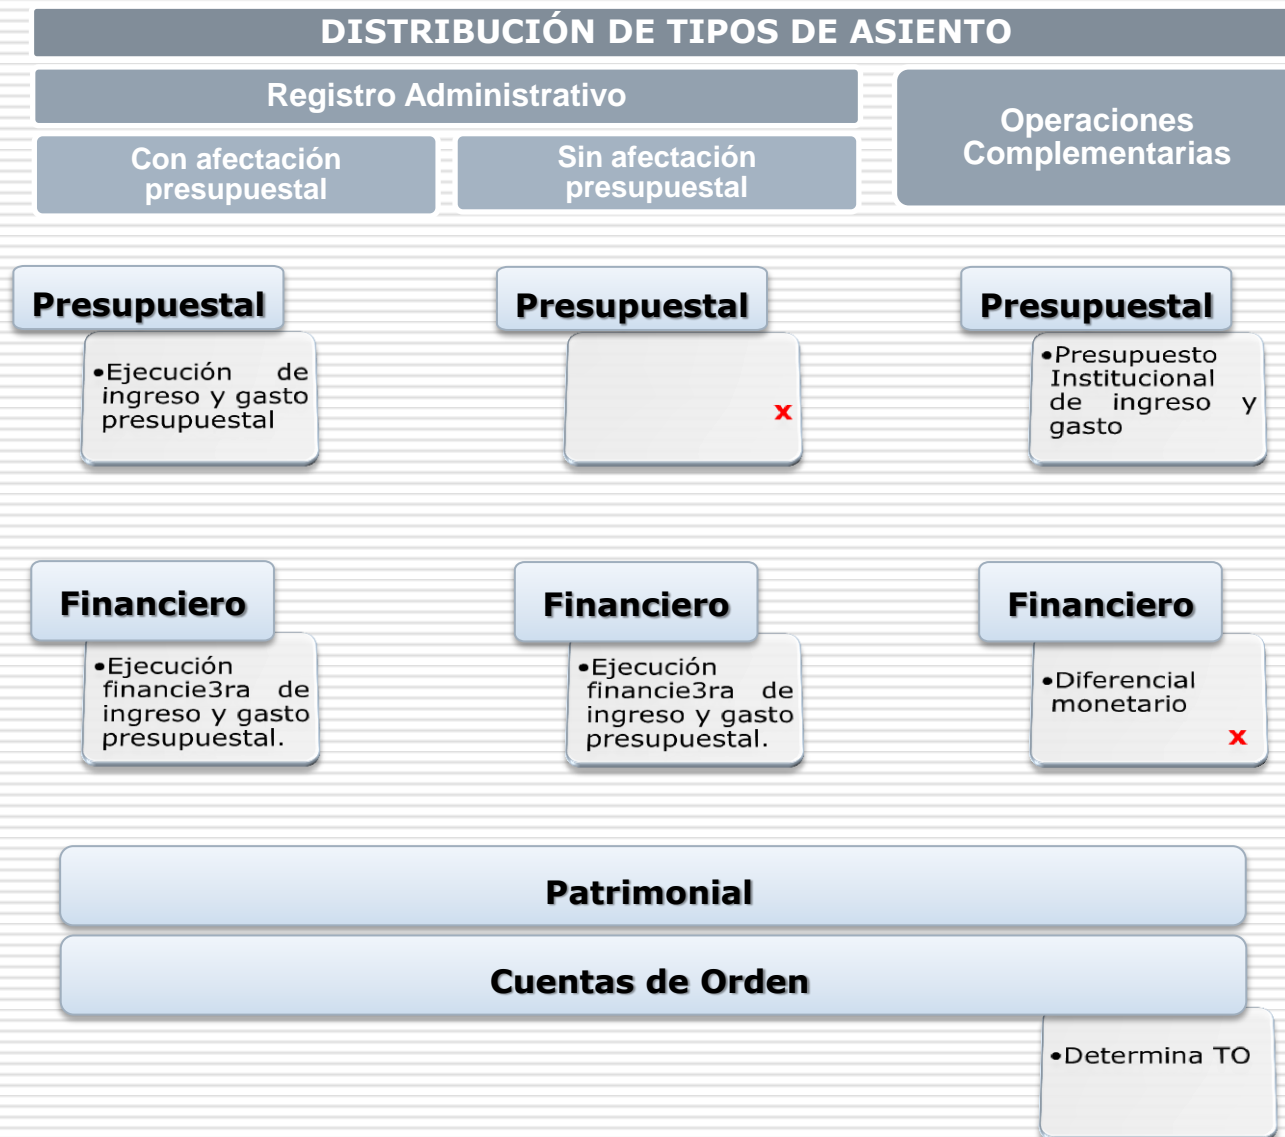 DISTRIBUCIÓN DE TIPOS DE ASIENTO
Registro Administrativo
Operaciones
Complementarias
Con afectación
presupuestal
Sin afectación
presupuestal
Presupuestal
•Ejecución de
ingreso y gasto
presupuestal
Presupuestal
x
Presupuestal
•Presupuesto
Institucional
de ingreso y
gasto
Financiero
•Ejecución
financie3ra de
ingreso y gasto
presupuestal.
Financiero
•Ejecución
financie3ra de
ingreso y gasto
presupuestal.
Financiero
•Diferencial
monetario
x
Patrimonial
Cuentas de Orden
•Determina TO